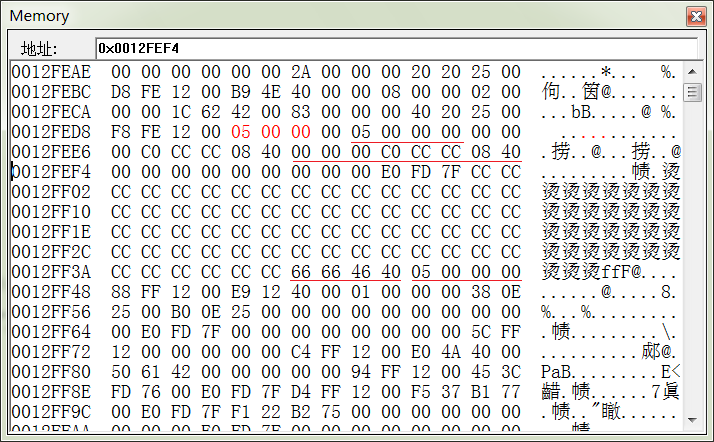 Memory
地址: 0x0012FEF4
0012FEAE 00 00 00 00 00 00 2A 00 00 00 20 20 25 00 ......*...  %.
0012FEBC D8 FE 12 00 B9 4E 40 00 00 08 00 00 02 00 佝..筃@........
0012FECA 00 00 1C 62 42 00 83 00 00 00 40 20 25 00 ...bB.....@ %.
0012FED8 F8 FE 12 00 05 00 00 00 05 00 00 00 00 00 ..............
0012FEE6 00 C0 CC CC 08 40 00 00 00 C0 CC CC 08 40 .捞..@...捞..@
0012FEF4 00 00 00 00 00 00 00 00 00 E0 FD 7F CC CC ..........帻.烫
0012FF02 CC CC CC CC CC CC CC CC CC CC CC CC CC CC 烫烫烫烫烫烫烫
0012FF10 CC CC CC CC CC CC CC CC CC CC CC CC CC CC 烫烫烫烫烫烫烫
0012FF1E CC CC CC CC CC CC CC CC CC CC CC CC CC CC 烫烫烫烫烫烫烫
0012FF2C CC CC CC CC CC CC CC CC CC CC CC CC CC CC 烫烫烫烫烫烫烫
0012FF3A CC CC CC CC CC CC 66 66 46 40 05 00 00 00 烫烫烫ffF@....
0012FF48 88 FF 12 00 E9 12 40 00 01 00 00 00 38 0E ......@.....8.
0012FF56 25 00 B0 0E 25 00 00 00 00 00 00 00 00 00 %...%.........
0012FF64 00 E0 FD 7F 00 00 00 00 00 00 00 00 5C FF .帻.........\.
0012FF72 12 00 00 00 00 00 C4 FF 12 00 E0 4A 40 00 ..........郕@.
0012FF80 50 61 42 00 00 00 00 00 94 FF 12 00 45 3C PaB.........E<
0012FF8E FD 76 00 E0 FD 7F D4 FF 12 00 F5 37 B1 77 齰.帻......7眞
0012FF9C 00 E0 FD 7F F1 22 B2 75 00 00 00 00 00 00 .帻.."瞮......